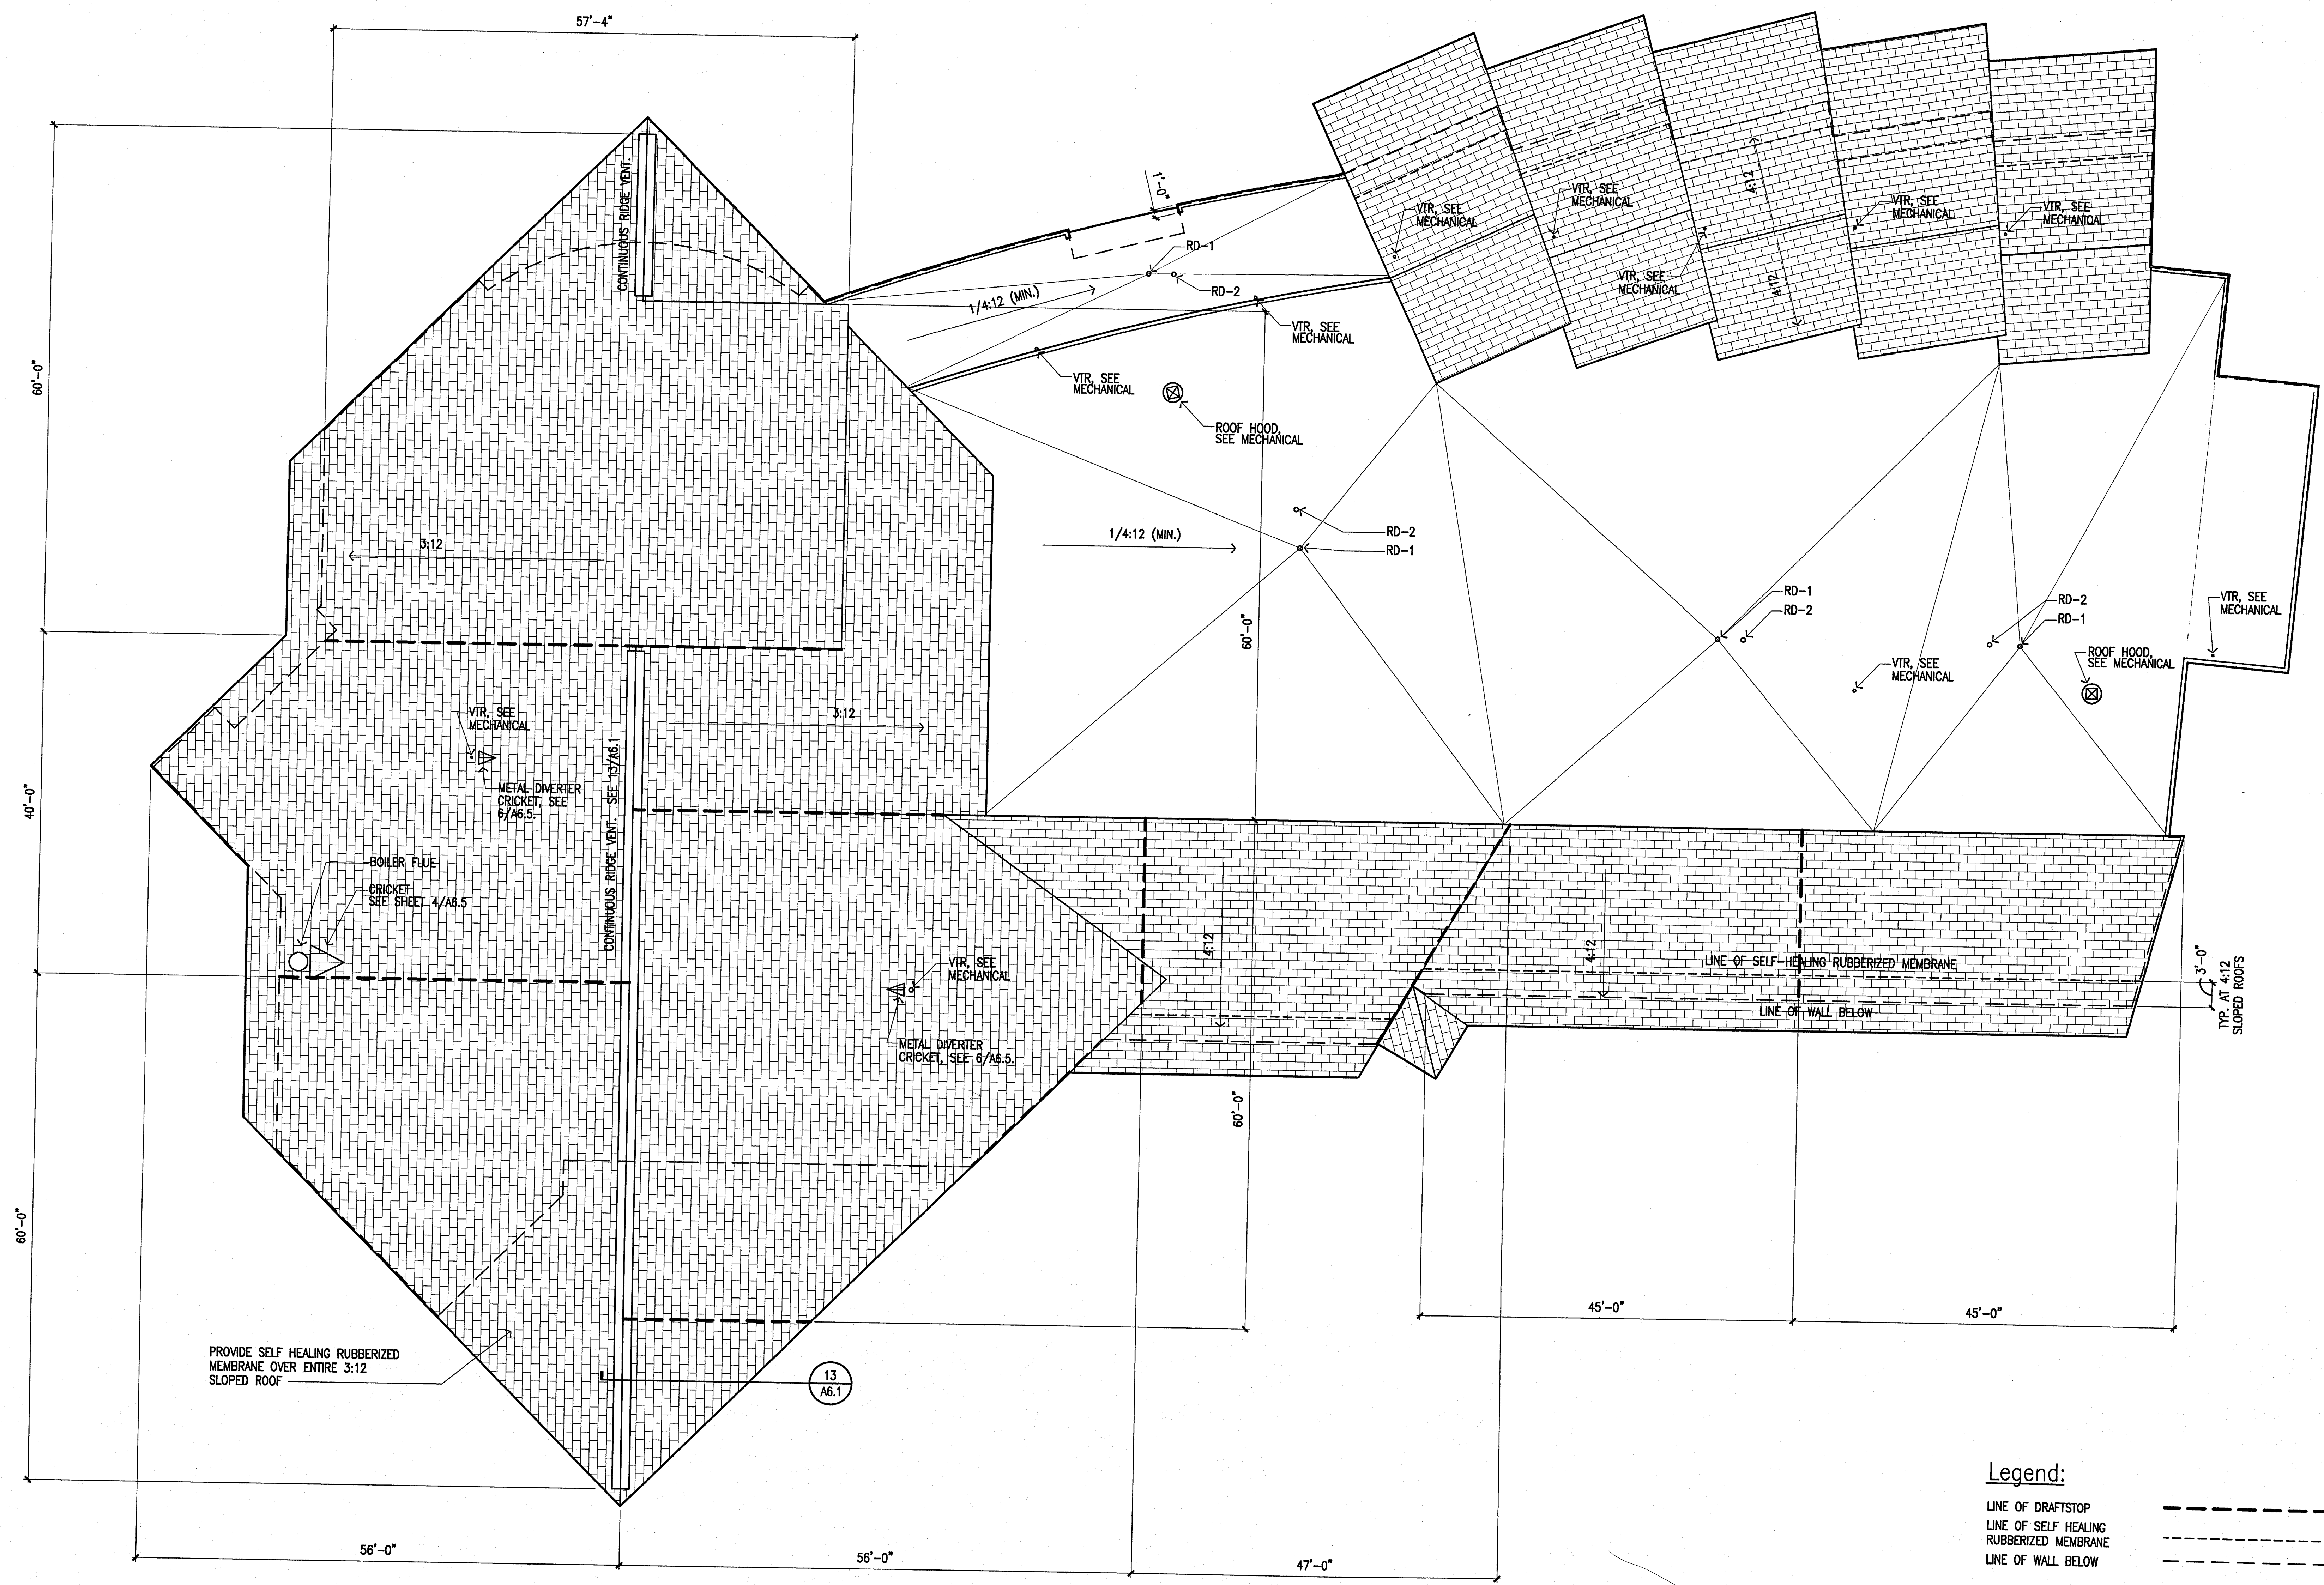 57'-4"
60'-0"
40'-0"
60'-0"
CONTINUOUS RIDGE VENT.
1'-0"
RD-1
RD-2
1/4:12 (MIN.)
VTR, SEE
MECHANICAL
VTR, SEE
MECHANICAL
ROOF HOOD,
SEE MECHANICAL
VTR, SEE
MECHANICAL
VTR, SEE
MECHANICAL
4:12
VTR, SEE
MECHANICAL
4:12
VTR, SEE
MECHANICAL
VTR, SEE
MECHANICAL
3:12
1/4:12 (MIN.)
RD-2
RD-1
60'-0"
RD-1
RD-2
VTR, SEE
MECHANICAL
RD-2
RD-1
ROOF HOOD,
SEE MECHANICAL
VTR, SEE
MECHANICAL
VTR, SEE
MECHANICAL
METAL DIVERTER
CRICKET, SEE
6/A6.5.
3:12
CONTINUOUS RIDGE VENT. SEE 13/A6.1
BOILER FLUE
CRICKET
SEE SHEET 4/A6.5
VTR, SEE
MECHANICAL
METAL DIVERTER
CRICKET, SEE 6/A6.5.
4:12
4:12
LINE OF SELF-HEALING RUBBERIZED MEMBRANE
LINE OF WALL BELOW
3'-0"
TYP. AT 4:12
SLOPED ROOFS
60'-0"
45'-0"
45'-0"
PROVIDE SELF HEALING RUBBERIZED
MEMBRANE OVER ENTIRE 3:12
SLOPED ROOF
13
A6.1
56'-0"
56'-0"
47'-0"
Legend:
LINE OF DRAFTSTOP
LINE OF SELF HEALING
RUBBERIZED MEMBRANE
LINE OF WALL BELOW